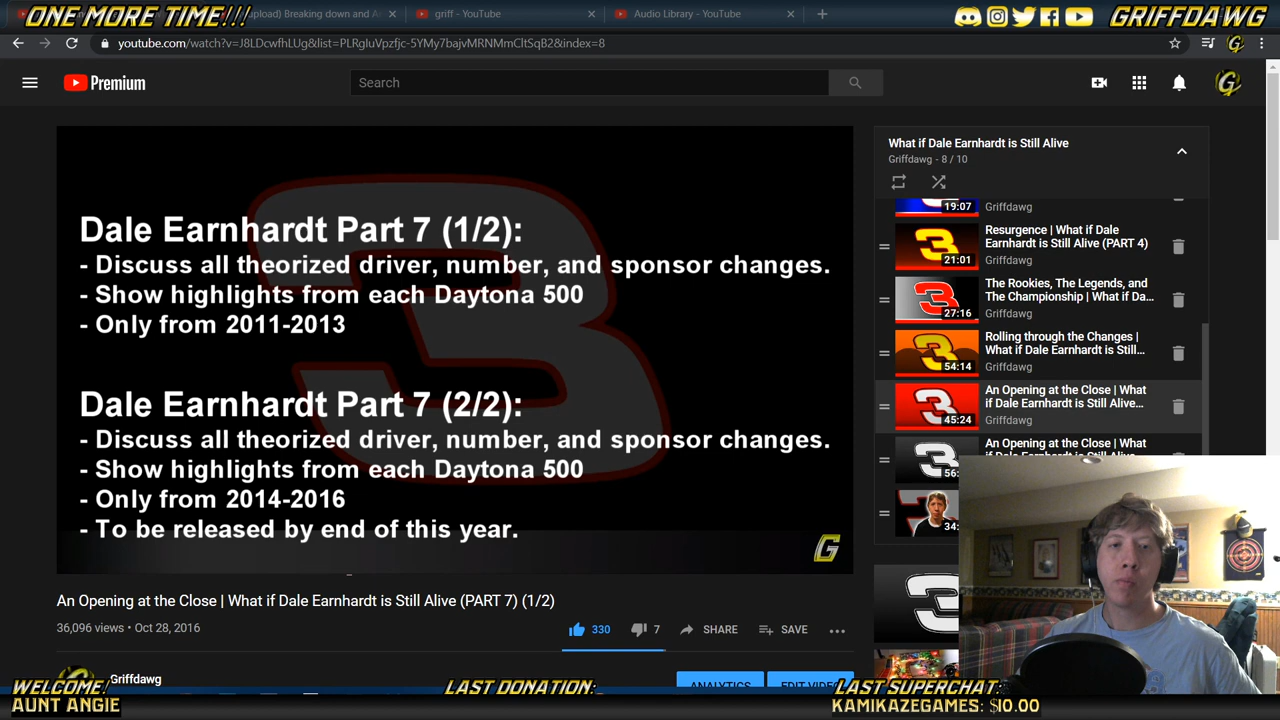 ONE MORE TIME!!!
upload) Breaking down and A
griff - YouTube
Audio Library - YouTube
GRIFFDAWG
youtube.com/watch?v=J8LDcwfhLUg&list=PLRgIuVpzfjc-5YMy7bajvMRNMmCltSqB2&index=8
Premium
Search
Dale Earnhardt Part 7 (1/2):
- Discuss all theorized driver, number, and sponsor changes.
- Show highlights from each Daytona 500
- Only from 2011-2013
Dale Earnhardt Part 7 (2/2):
- Discuss all theorized driver, number, and sponsor changes.
- Show highlights from each Daytona 500
- Only from 2014-2016
- To be released by end of this year.
An Opening at the Close | What if Dale Earnhardt is Still Alive (PART 7) (1/2)
36,096 views • Oct 28, 2016
330
7
SHARE
SAVE
Griffdawg
ANALYTICS
EDIT VIDEO
What if Dale Earnhardt is Still Alive
Griffdawg - 8 / 10
19:07
Griffdawg
21:01
Resurgence | What if Dale
Earnhardt is Still Alive (PART 4)
Griffdawg
27:16
The Rookies, The Legends, and
The Championship | What if Da...
Griffdawg
54:14
Rolling through the Changes |
What if Dale Earnhardt is Still...
Griffdawg
45:24
An Opening at the Close | What
if Dale Earnhardt is Still Alive...
Griffdawg
56:
An Opening at the Close | What
34:
WELCOME!
AUNT ANGIE
LAST DONATION:
LAST SUPERCHAT:
KAMIKAZEGAMES: $10.00